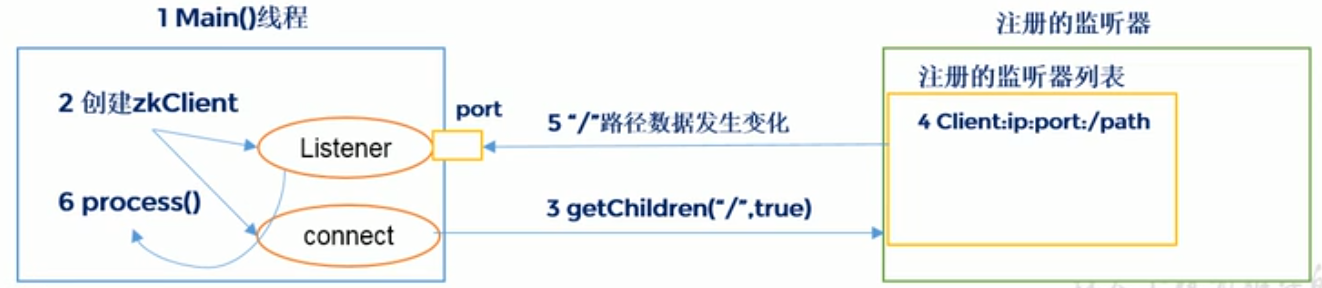 1 Main()线程
注册的监听器
2 创建zkClient
port
5 “/”路径数据发生变化
注册的监听器列表
4 Client:ip:port:/path
Listener
6 process()
3 getChildren(“/”,true)
connect